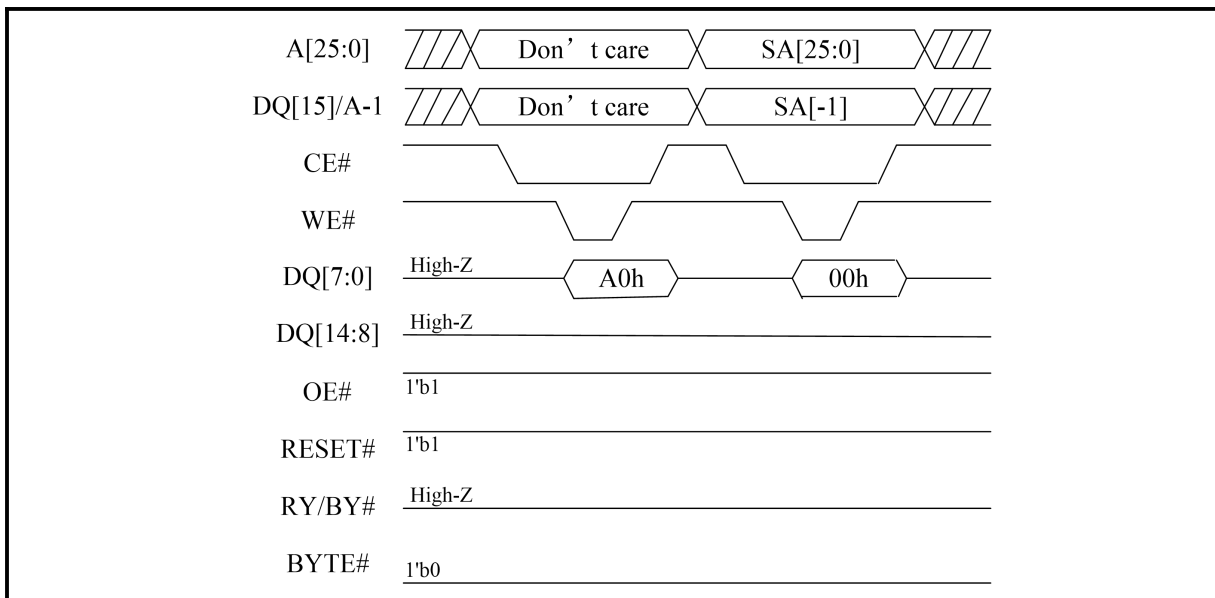 A[25:0] Don’t care SA[25:0]
DQ[15]/A-1 Don’t care SA[-1]
CE#
WE#
DQ[7:0] High-Z A0h 00h
DQ[14:8] High-Z
OE# 1'b1
RESET# 1'b1
RY/BY# High-Z
BYTE# 1'b0